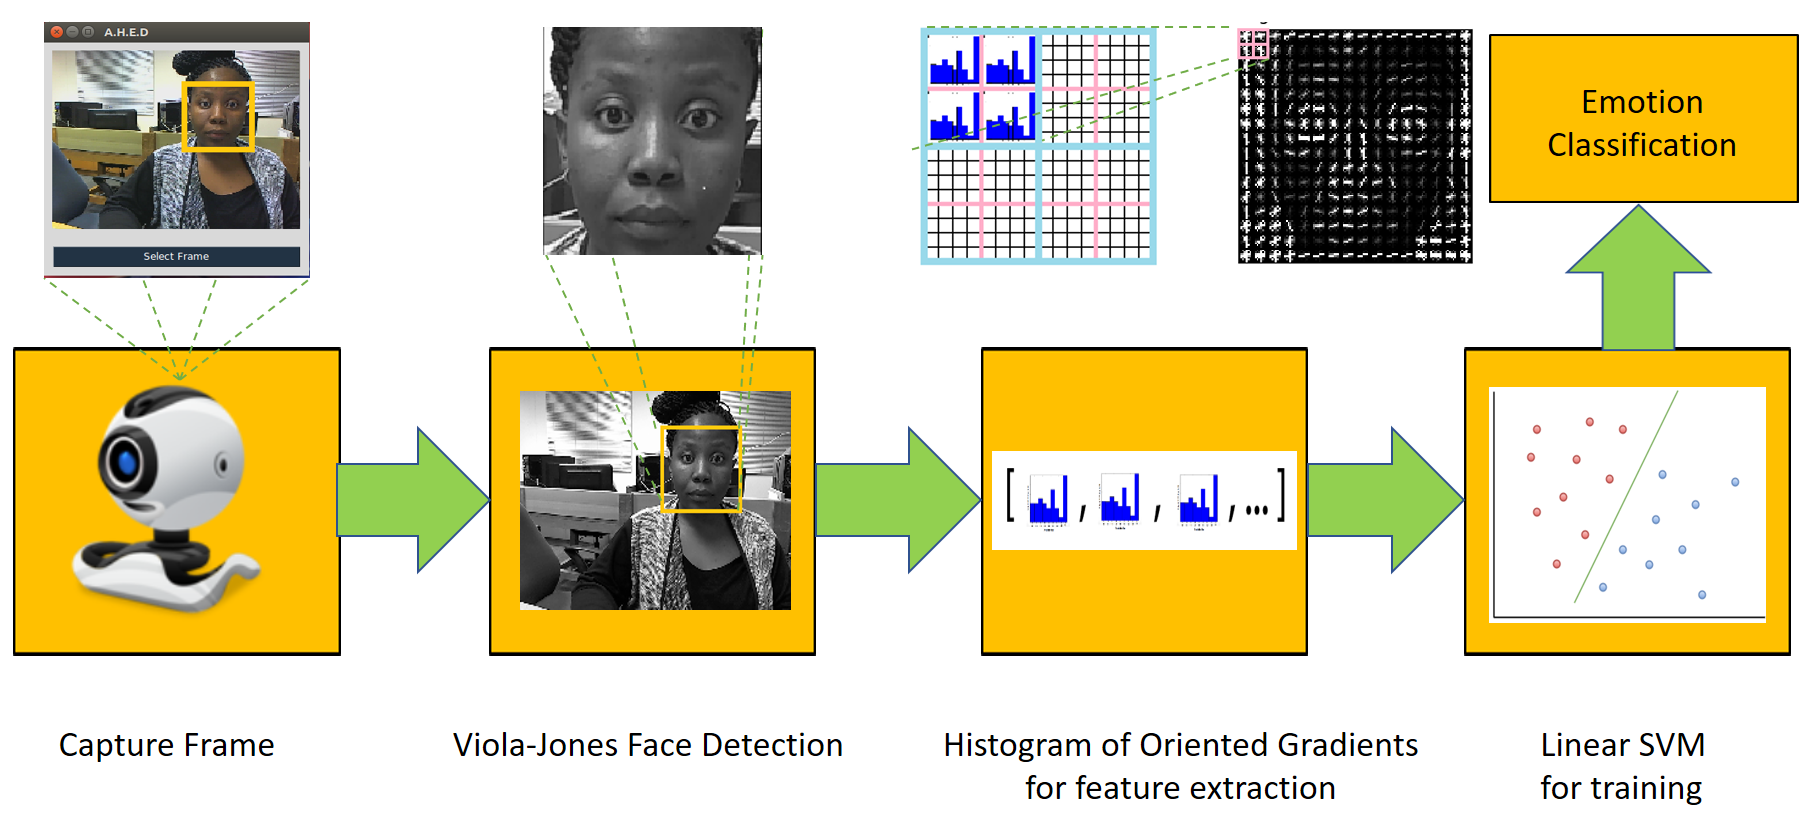 A.H.E.D
Select Frame
Emotion
Classification
[ , , , ... ]
Capture Frame
Viola-Jones Face Detection
Histogram of Oriented Gradients
for feature extraction
Linear SVM
for training